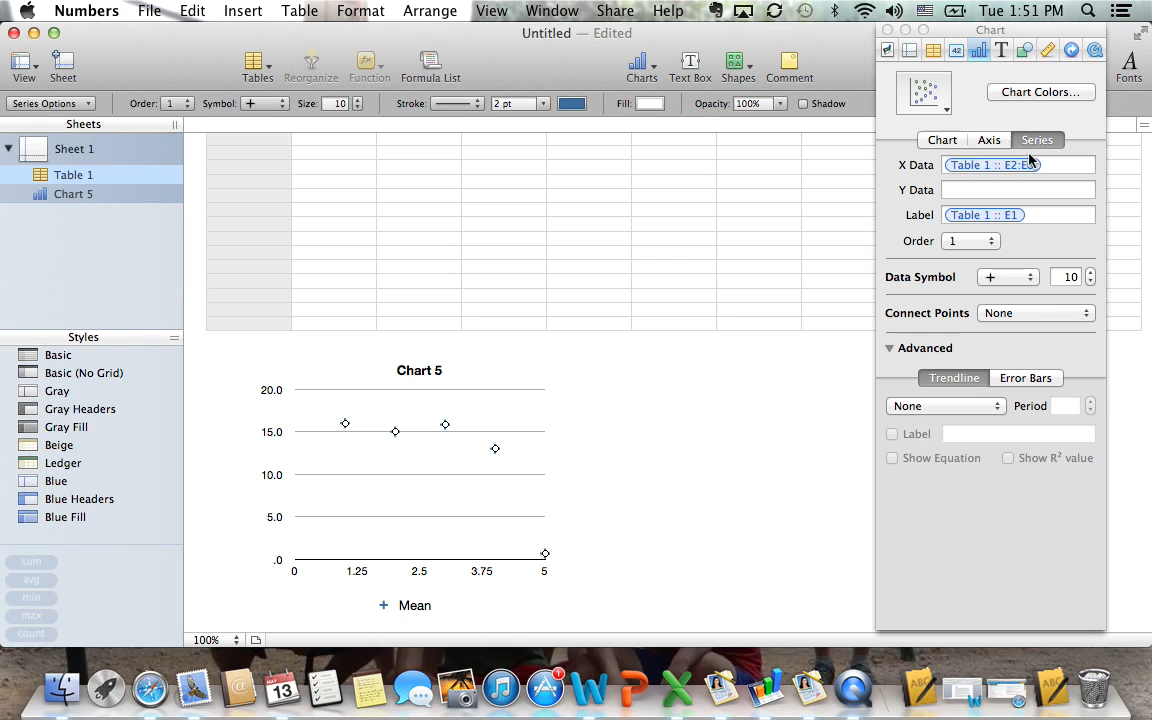 Numbers File Edit Insert Table Format Arrange View Window Share Help Tue 1:51 PM
Untitled — Edited
Chart
View Sheet Tables Reorganize Function Formula List Charts Text Box Shapes Comment Fonts
42
Chart Colors...
Series Options Order: 1 Symbol: + Size: 10 Stroke: 2 pt Fill: Opacity: 100% Shadow
Sheets
Sheet 1
Table 1
Chart 5
Chart Axis Series
X Data Table 1 :: E2:E
Y Data
Label Table 1 :: E1
Order 1
Data Symbol + 10
Connect Points None
Advanced
Trendline Error Bars
None Period
Label
Show Equation Show R² value
Styles
Basic
Basic (No Grid)
Gray
Gray Headers
Gray Fill
Beige
Ledger
Blue
Blue Headers
Blue Fill
sum
avg
min
max
count
Chart 5
20.0
15.0
10.0
5.0
.0
0 1.25 2.5 3.75 5
+ Mean
100%
MAY
13
1
ABC
ABC